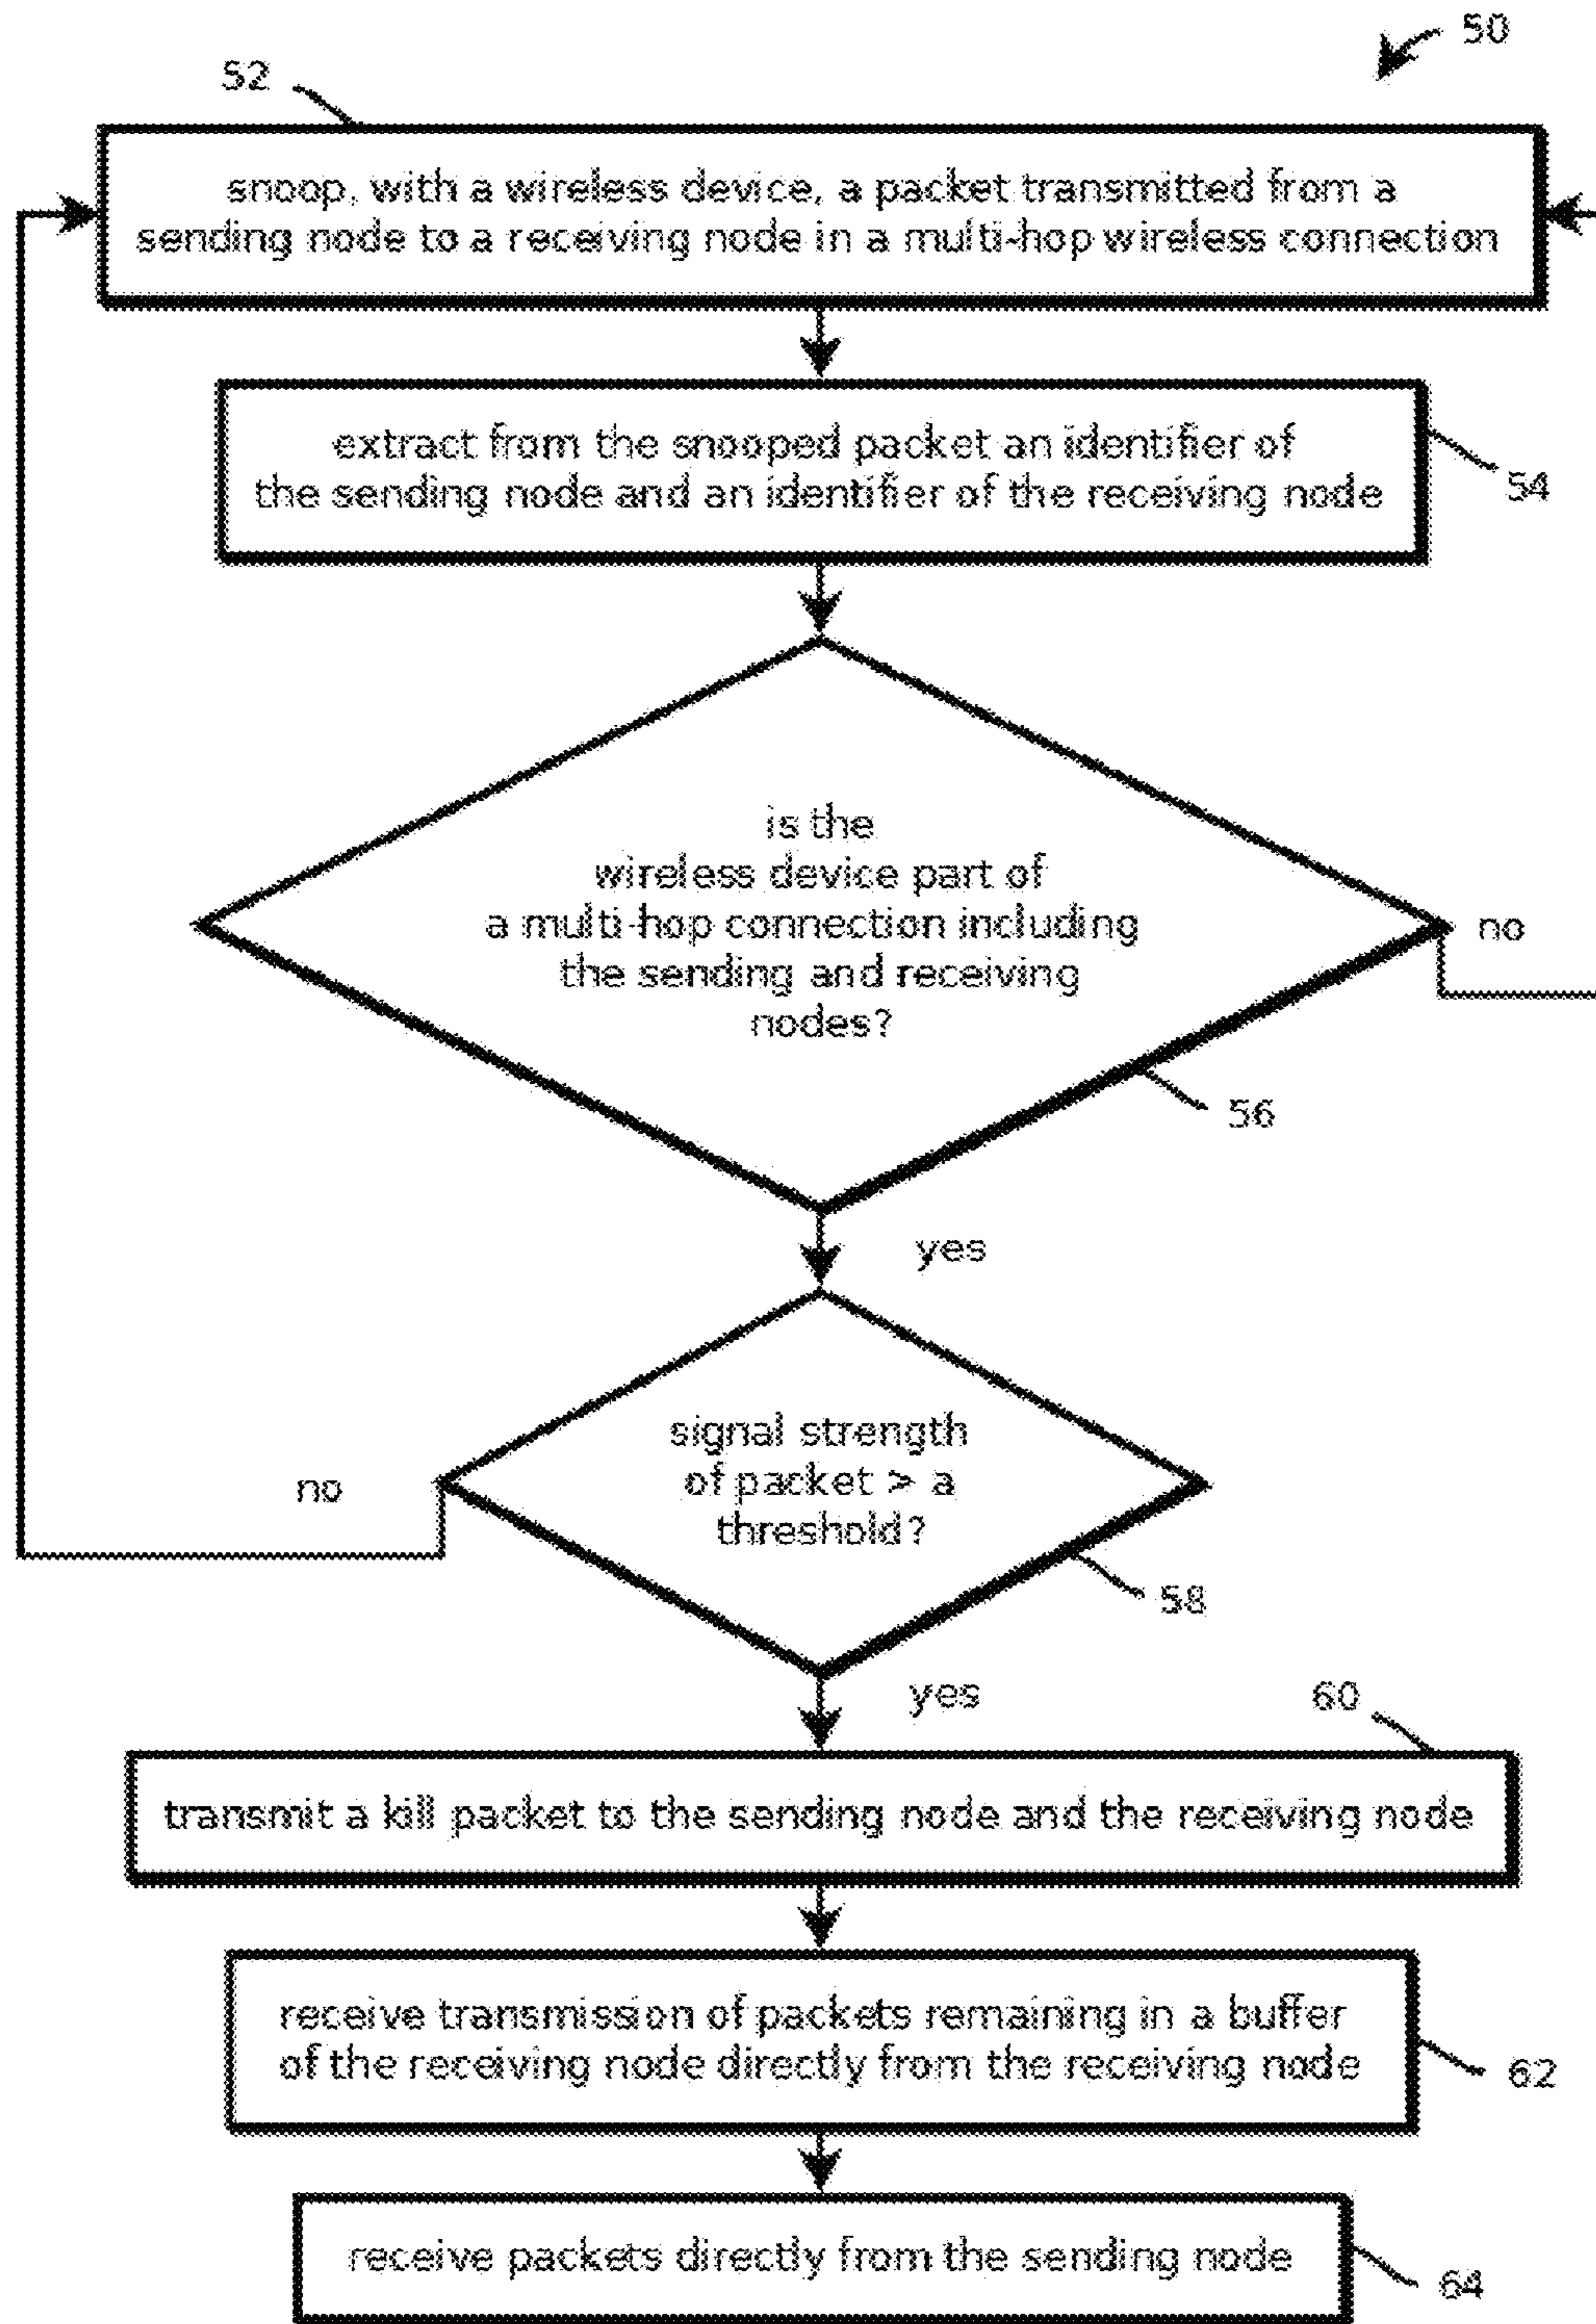 50
52
snoop, with a wireless device, a packet transmitted from a
sending node to a receiving node in a multi-hop wireless connection
extract from the snooped packet an identifier of
the sending node and an identifier of the receiving node
54
is the
wireless device part of
a multi-hop connection including
the sending and receiving
nodes?
no
56
yes
signal strength
of packet > a
threshold?
no
58
yes
60
transmit a kill packet to the sending node and the receiving node
receive transmission of packets remaining in a buffer
of the receiving node directly from the receiving node
62
receive packets directly from the sending node
64